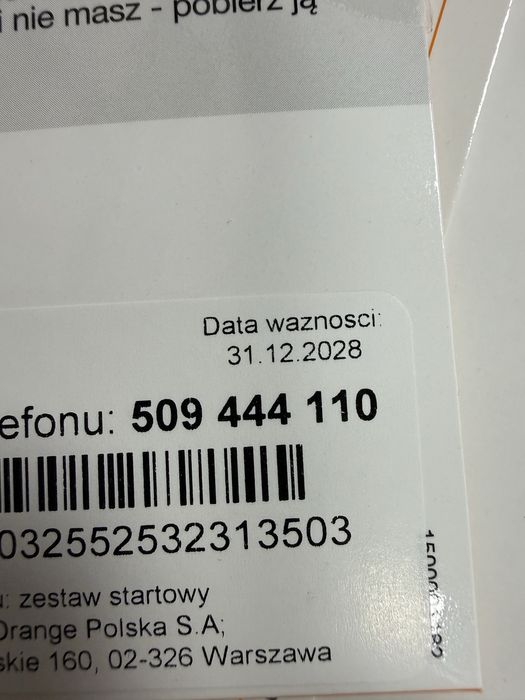 i nie masz - pobierz ją
Data waznosci:
31.12.2028
efonu: 509 444 110
032552532313503
u: zestaw startowy
Orange Polska S.A;
skie 160, 02-326 Warszawa